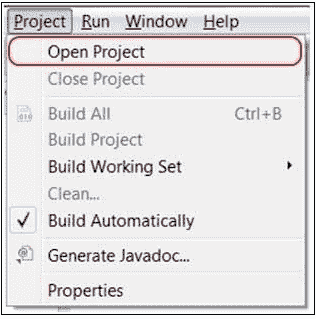 Project Run Window Help
Open Project
Close Project
Build All Ctrl+B
Build Project
Build Working Set
Clean...
Build Automatically
Generate Javadoc...
Properties